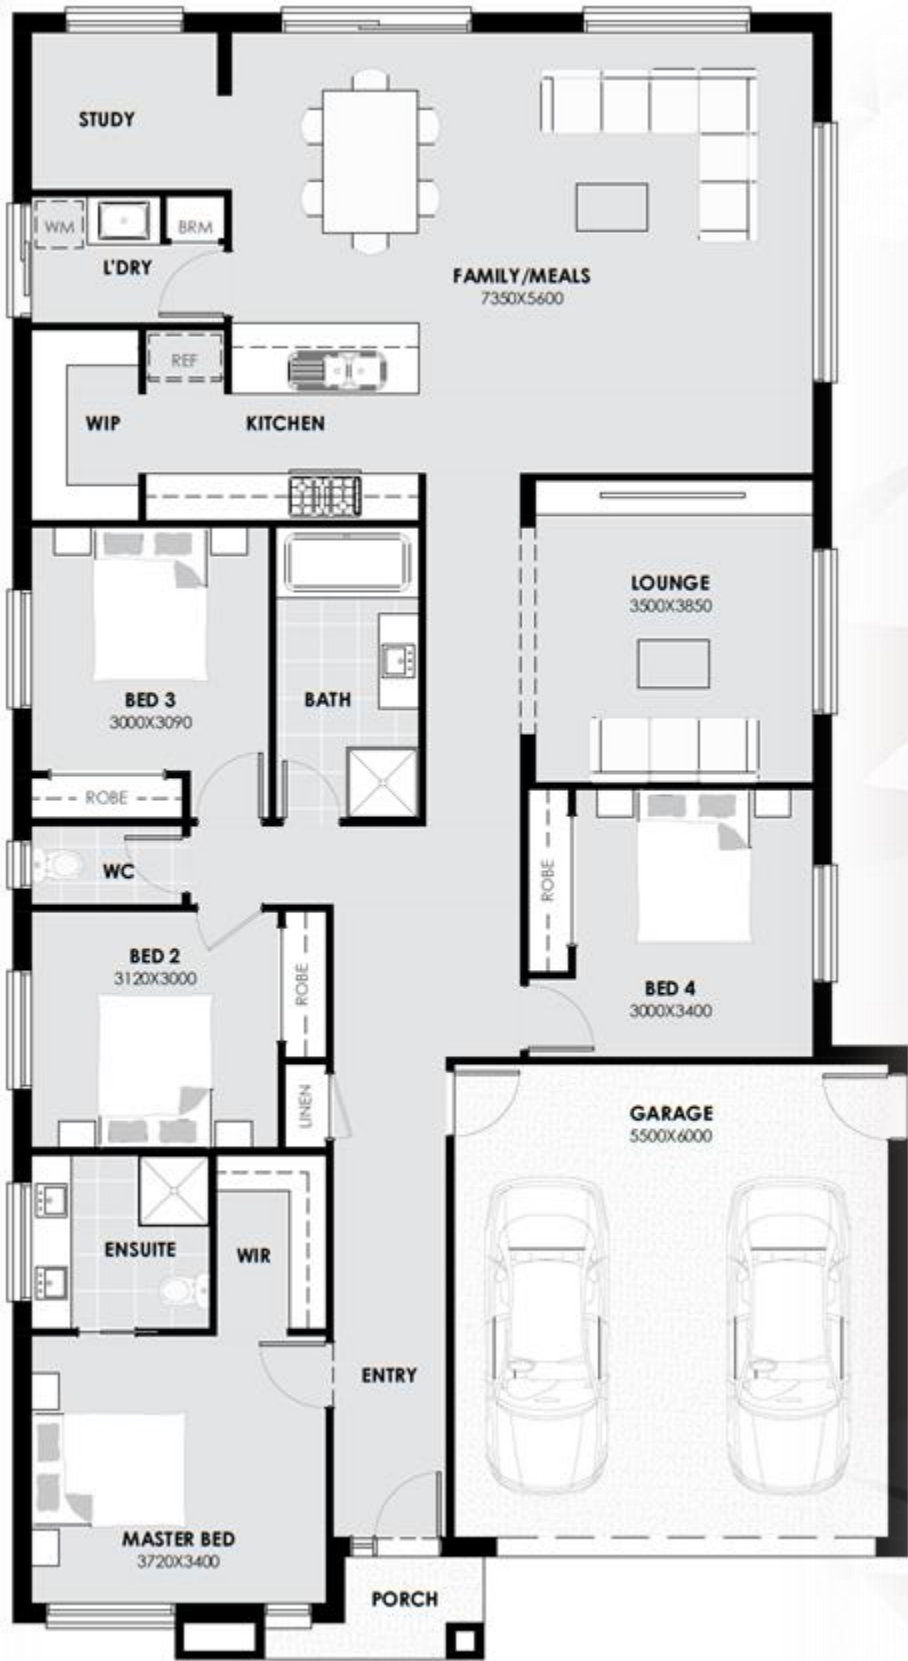 STUDY
WM
BRM
L'DRY
FAMILY/MEALS
7350X5600
REF
WIP
KITCHEN
LOUNGE
3500X3850
BED 3
3000X3090
BATH
ROBE
WC
ROBE
BED 2
3120X3000
ROBE
BED 4
3000X3400
LINEN
GARAGE
5500X6000
ENSUITE
WIR
ENTRY
MASTER BED
3720X3400
PORCH